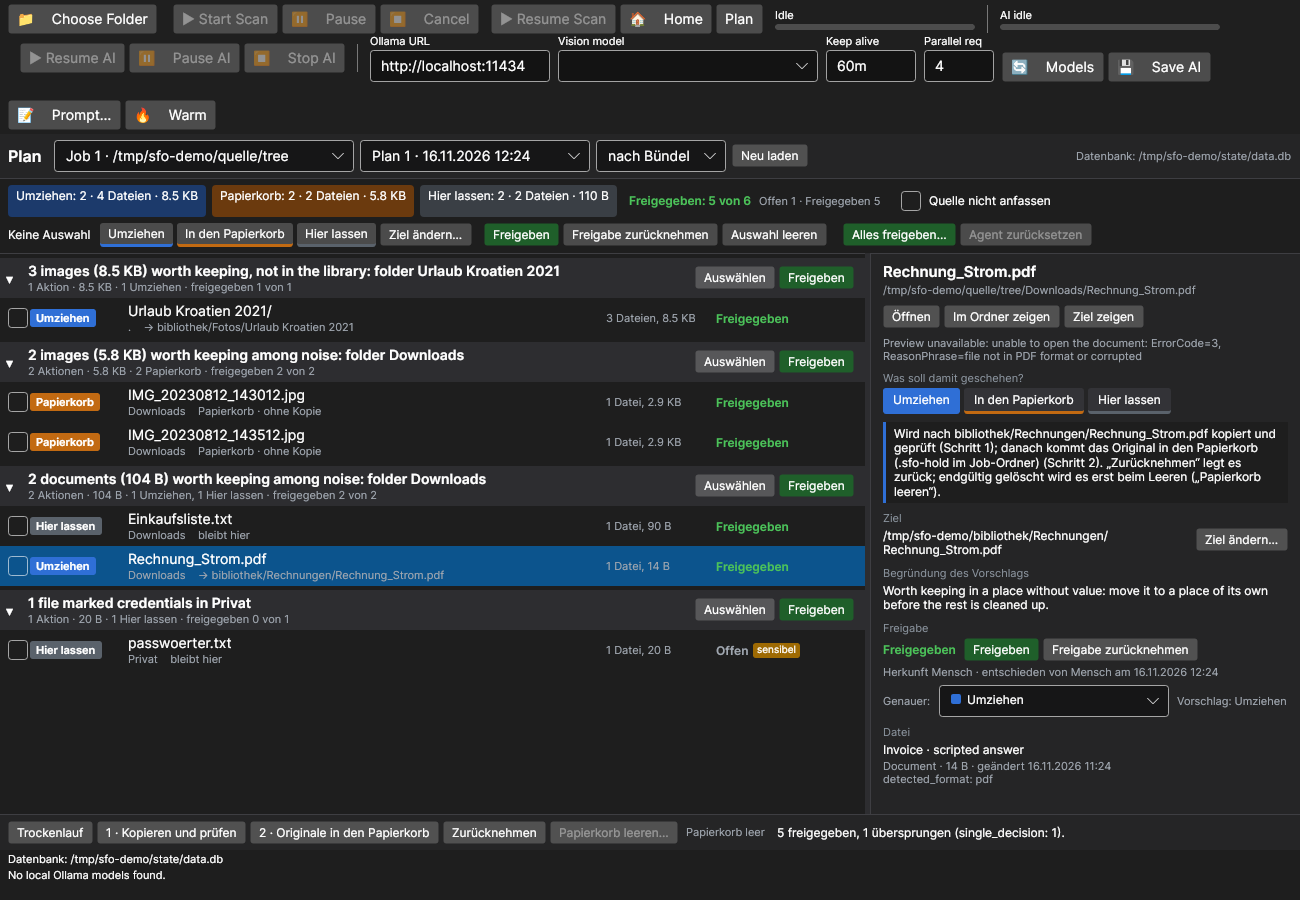 Choose Folder
Start Scan
Pause
Cancel
Resume Scan
Home
Plan
Idle
AI idle
Resume AI
Pause AI
Stop AI
Ollama URL
http://localhost:11434
Vision model
Keep alive
60m
Parallel req
4
Models
Save AI
Prompt...
Warm
Plan
Job 1 · /tmp/sfo-demo/quelle/tree
Plan 1 · 16.11.2026 12:24
nach Bündel
Neu laden
Datenbank: /tmp/sfo-demo/state/data.db
Umziehen: 2 · 4 Dateien · 8.5 KB
Papierkorb: 2 · 2 Dateien · 5.8 KB
Hier lassen: 2 · 2 Dateien · 110 B
Freigegeben: 5 von 6
Offen 1 · Freigegeben 5
Quelle nicht anfassen
Keine Auswahl
Umziehen
In den Papierkorb
Hier lassen
Ziel ändern...
Freigeben
Freigabe zurücknehmen
Auswahl leeren
Alles freigeben...
Agent zurücksetzen
3 images (8.5 KB) worth keeping, not in the library: folder Urlaub Kroatien 2021
1 Aktion · 8.5 KB · 1 Umziehen · freigegeben 1 von 1
Auswählen
Freigeben
Umziehen
Urlaub Kroatien 2021/
. → bibliothek/Fotos/Urlaub Kroatien 2021
3 Dateien, 8.5 KB
Freigegeben
2 images (5.8 KB) worth keeping among noise: folder Downloads
2 Aktionen · 5.8 KB · 2 Papierkorb · freigegeben 2 von 2
Auswählen
Freigeben
Papierkorb
IMG_20230812_143012.jpg
Downloads Papierkorb · ohne Kopie
1 Datei, 2.9 KB
Freigegeben
Papierkorb
IMG_20230812_143512.jpg
Downloads Papierkorb · ohne Kopie
1 Datei, 2.9 KB
Freigegeben
2 documents (104 B) worth keeping among noise: folder Downloads
2 Aktionen · 104 B · 1 Umziehen, 1 Hier lassen · freigegeben 2 von 2
Auswählen
Freigeben
Hier lassen
Einkaufsliste.txt
Downloads bleibt hier
1 Datei, 90 B
Freigegeben
Umziehen
Rechnung_Strom.pdf
Downloads → bibliothek/Rechnungen/Rechnung_Strom.pdf
1 Datei, 14 B
Freigegeben
1 file marked credentials in Privat
1 Aktion · 20 B · 1 Hier lassen · freigegeben 0 von 1
Auswählen
Freigeben
Hier lassen
passwoerter.txt
Privat bleibt hier
1 Datei, 20 B
Offen
sensibel
Rechnung_Strom.pdf
/tmp/sfo-demo/quelle/tree/Downloads/Rechnung_Strom.pdf
Öffnen
Im Ordner zeigen
Ziel zeigen
Preview unavailable: unable to open the document: ErrorCode=3,
ReasonPhrase=file not in PDF format or corrupted
Was soll damit geschehen?
Umziehen
In den Papierkorb
Hier lassen
Wird nach bibliothek/Rechnungen/Rechnung_Strom.pdf kopiert und
geprüft (Schritt 1); danach kommt das Original in den Papierkorb
(.sfo-hold im Job-Ordner) (Schritt 2). „Zurücknehmen“ legt es
zurück; endgültig gelöscht wird es erst beim Leeren („Papierkorb
leeren“).
Ziel
/tmp/sfo-demo/bibliothek/Rechnungen/
Rechnung_Strom.pdf
Ziel ändern...
Begründung des Vorschlags
Worth keeping in a place without value: move it to a place of its own
before the rest is cleaned up.
Freigabe
Freigegeben
Freigeben
Freigabe zurücknehmen
Herkunft Mensch · entschieden von Mensch am 16.11.2026 12:24
Genauer:
Umziehen
Vorschlag: Umziehen
Datei
Invoice · scripted answer
Document · 14 B · geändert 16.11.2026 11:24
detected_format: pdf
Trockenlauf
1 · Kopieren und prüfen
2 · Originale in den Papierkorb
Zurücknehmen
Papierkorb leeren...
Papierkorb leer
5 freigegeben, 1 übersprungen (single_decision: 1).
Datenbank: /tmp/sfo-demo/state/data.db
No local Ollama models found.